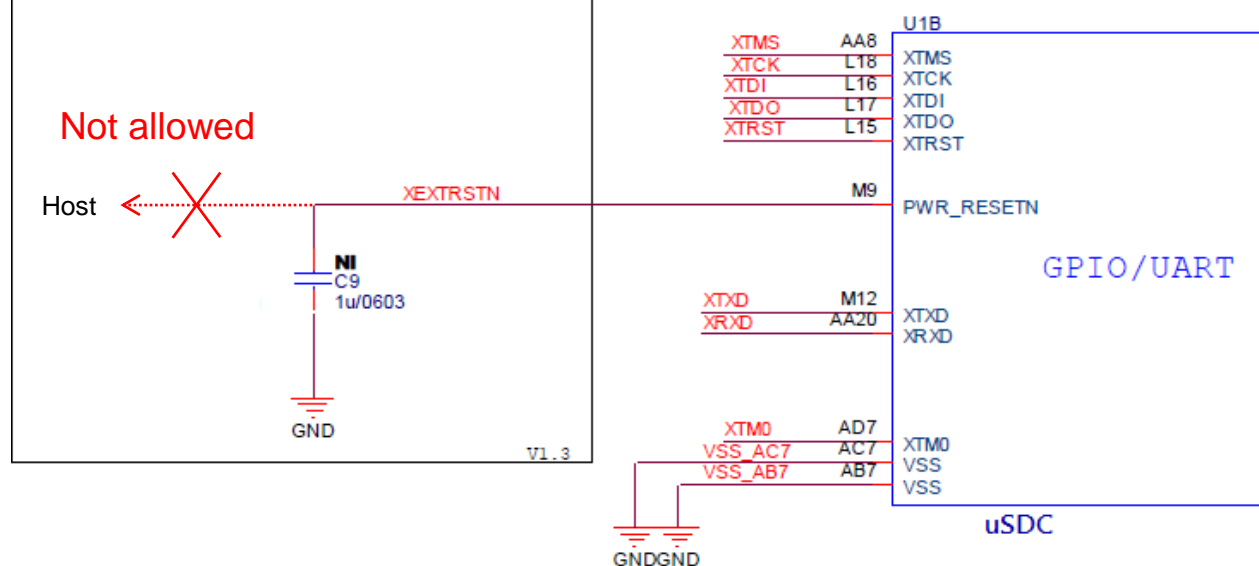 U1B
XTMS AA8 XTMS
XTCK L18 XTCK
XTDI L16 XTDI
XTDO L17 XTDO
XTRST L15 XTRST
Not allowed
Host XEXTRSTN M9 PWR_RESETN
GPIO/UART
NI
C9
1u/0603
XTXD M12 XTXD
XRXD AA20 XRXD
GND
XTM0 AD7 XTM0
VSS_AC7 AC7 VSS
VSS_AB7 AB7 VSS
V1.3
uSDC
GNDGND